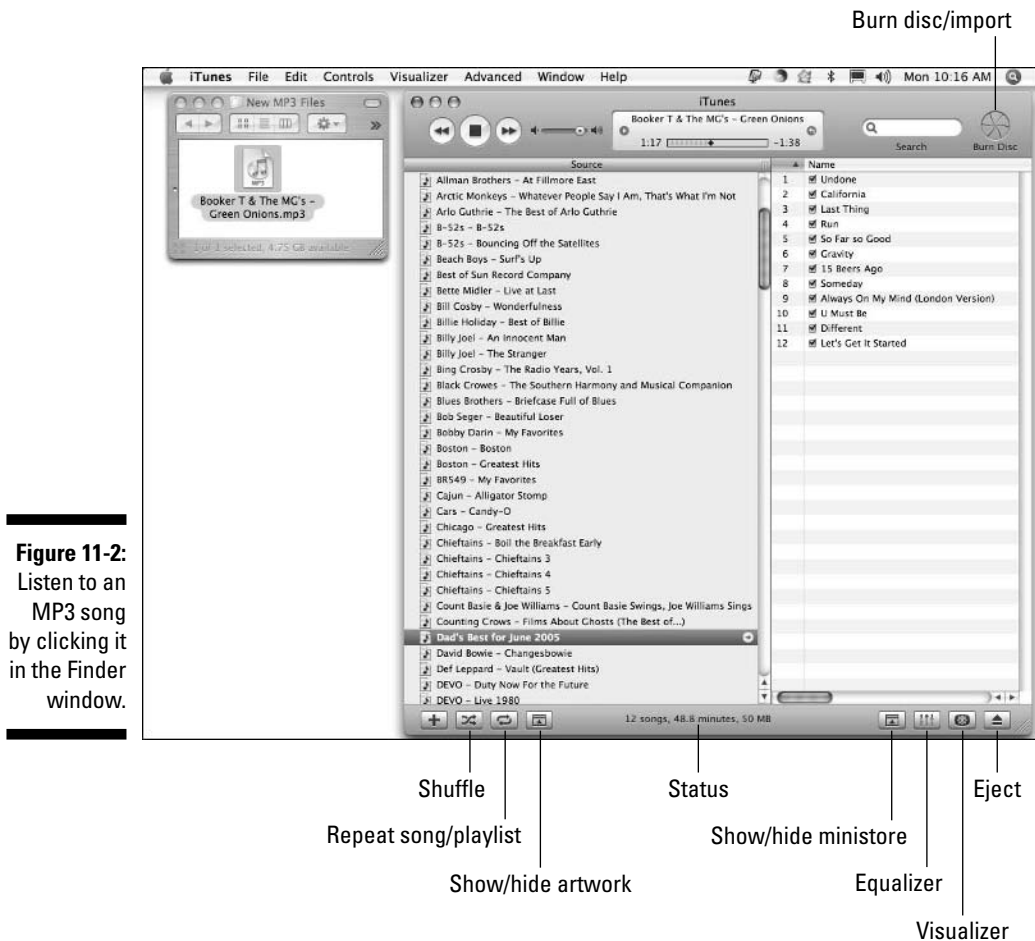 Burn disc/import
iTunes File Edit Controls Visualizer Advanced Window Help Mon 10:16 AM
New MP3 Files
MP3
Booker T & The MG's –
Green Onions.mp3
1 of 1 selected, 4.75 GB available
iTunes
Booker T & The MG's – Green Onions
1:17 -1:38
Search Burn Disc
Source
Allman Brothers – At Fillmore East
Arctic Monkeys – Whatever People Say I Am, That's What I'm Not
Arlo Guthrie – The Best of Arlo Guthrie
B–52s – B–52s
B–52s – Bouncing Off the Satellites
Beach Boys – Surf's Up
Best of Sun Record Company
Bette Midler – Live at Last
Bill Cosby – Wonderfulness
Billie Holiday – Best of Billie
Billy Joel – An Innocent Man
Billy Joel – The Stranger
Bing Crosby – The Radio Years, Vol. 1
Black Crowes – The Southern Harmony and Musical Companion
Blues Brothers – Briefcase Full of Blues
Bob Seger – Beautiful Loser
Bobby Darin – My Favorites
Boston – Boston
Boston – Greatest Hits
BR549 – My Favorites
Cajun – Alligator Stomp
Cars – Candy–O
Chicago – Greatest Hits
Chieftains – Boil the Breakfast Early
Chieftains – Chieftains 3
Chieftains – Chieftains 4
Chieftains – Chieftains 5
Count Basie & Joe Williams – Count Basie Swings, Joe Williams Sings
Counting Crows – Films About Ghosts (The Best of...)
Dad's Best for June 2005
David Bowie – Changesbowie
Def Leppard – Vault (Greatest Hits)
DEVO – Duty Now For the Future
DEVO – Live 1980
Name
1 Undone
2 California
3 Last Thing
4 Run
5 So Far so Good
6 Gravity
7 15 Beers Ago
8 Someday
9 Always On My Mind (London Version)
10 U Must Be
11 Different
12 Let's Get It Started
12 songs, 48.8 minutes, 50 MB
Figure 11-2:
Listen to an
MP3 song
by clicking it
in the Finder
window.
Shuffle
Status
Eject
Repeat song/playlist
Show/hide ministore
Show/hide artwork
Equalizer
Visualizer